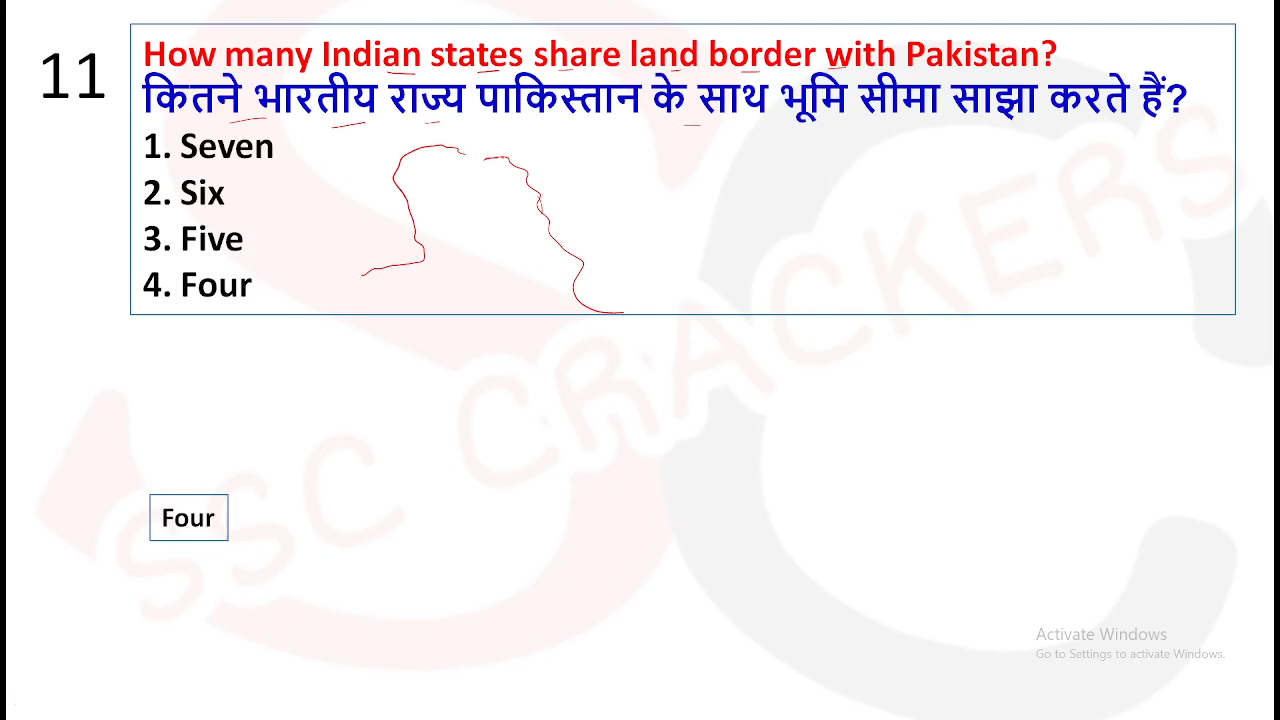 11
How many Indian states share land border with Pakistan?
कितने भारतीय राज्य पाकिस्तान के साथ भूमि सीमा साझा करते हैं?
1. Seven
2. Six
3. Five
4. Four
Four
SSC CRACKERS
Activate Windows
Go to Settings to activate Windows.